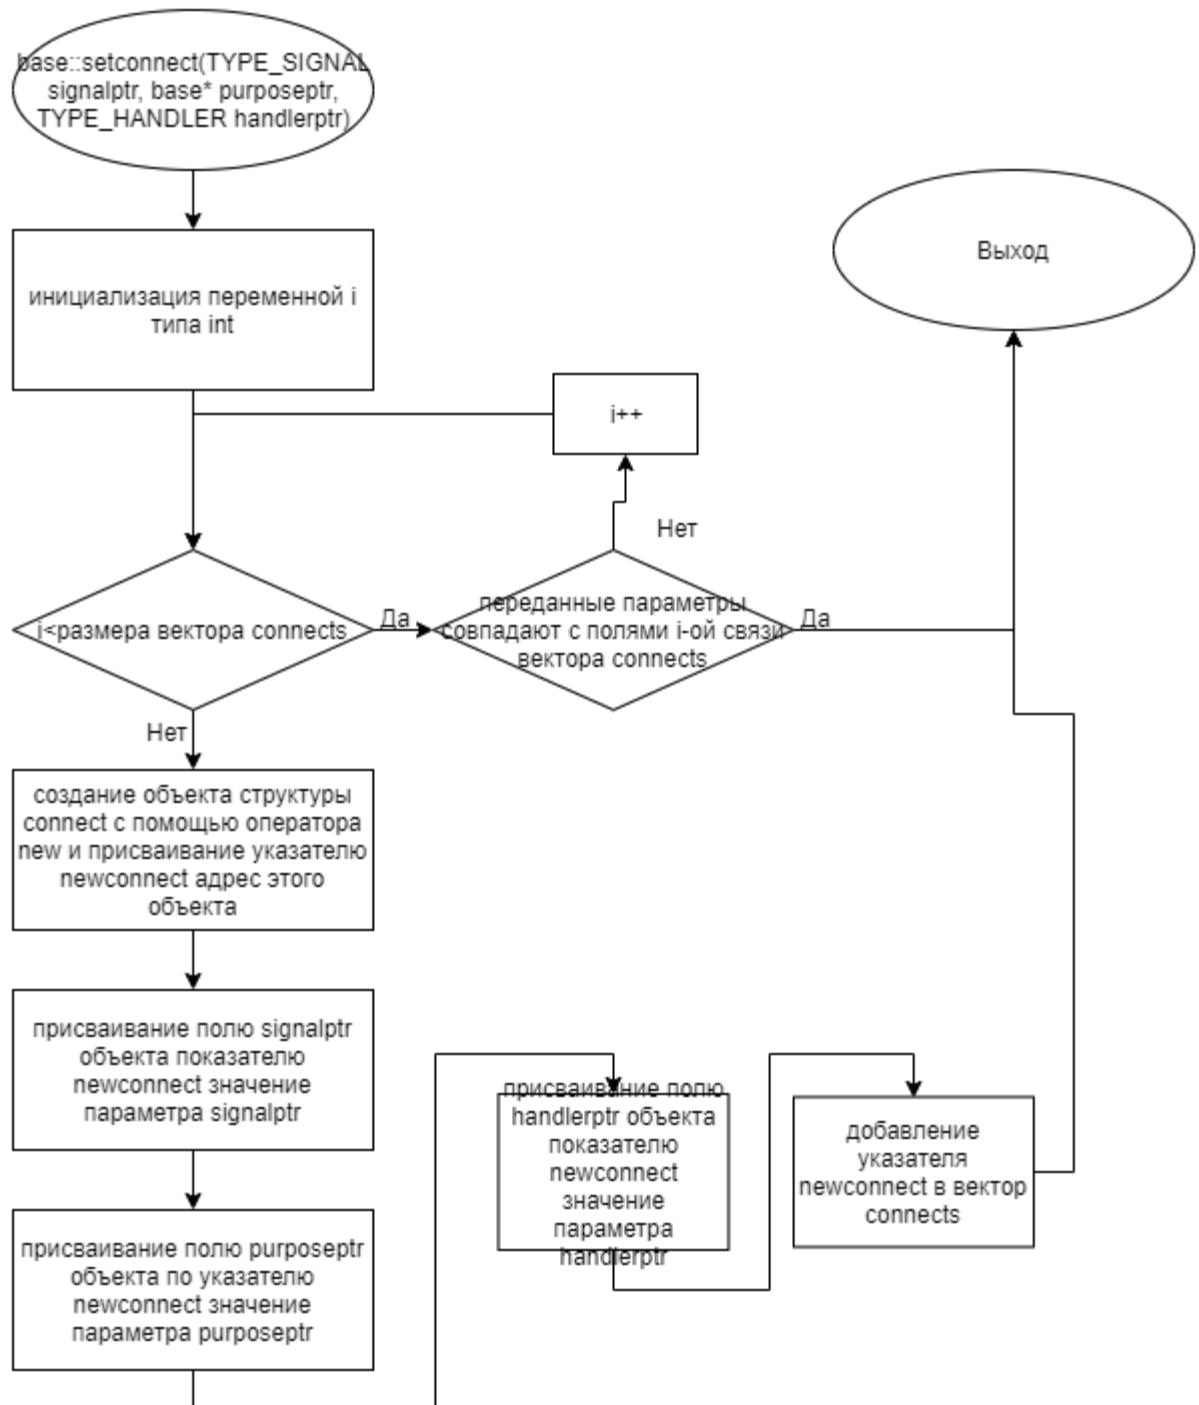 base::setconnect(TYPE_SIGNAL
signalptr, base* purposeptr,
TYPE_HANDLER handlerptr)
Выход
инициализация переменной i
типа int
i++
Нет
i<размера вектора connects
Да
переданные параметры
совпадают с полями i-ой связи
вектора connects
Да
Нет
создание объекта структуры
connect с помощью оператора
new и присваивание указателю
newconnect адрес этого
объекта
присваивание полю signalptr
объекта показателю
newconnect значение
параметра signalptr
присваивание полю purposeptr
объекта по указателю
newconnect значение
параметра purposeptr
присваивание полю
handlerptr объекта
показателю
newconnect
значение
параметра
handlerptr
добавление
указателя
newconnect в вектор
connects